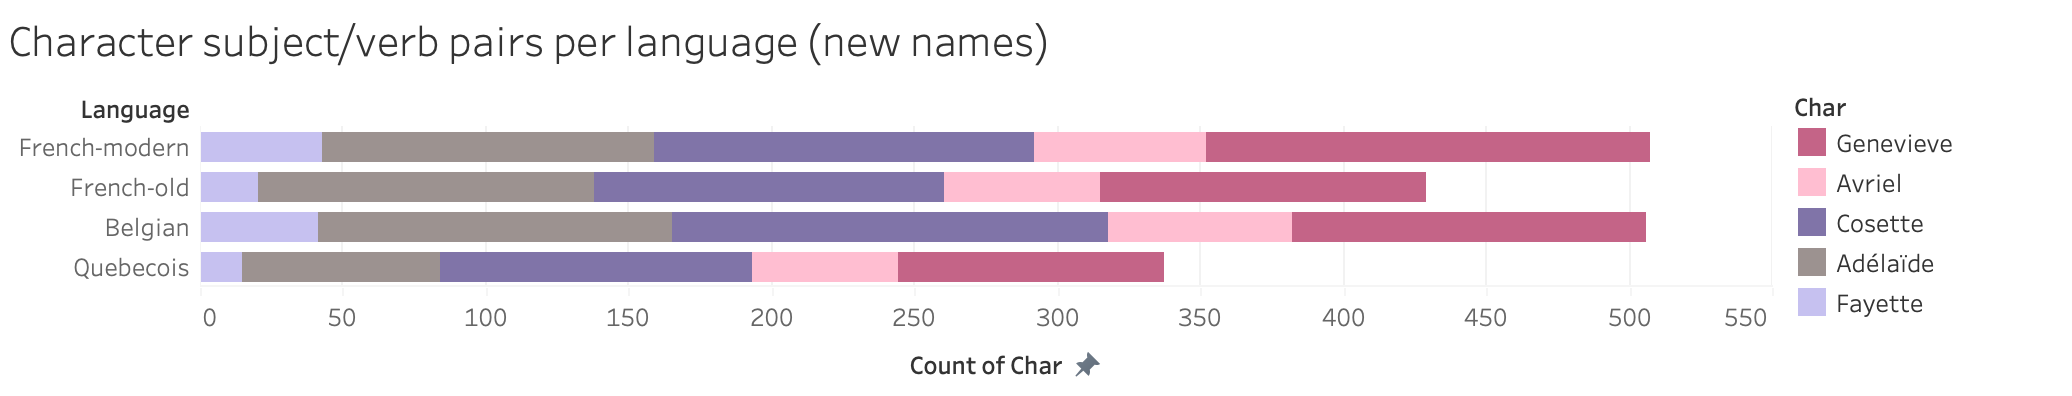 Character subject/verb pairs per language (new names)
Language
French-modern
French-old
Belgian
Quebecois
0 50 100 150 200 250 300 350 400 450 500 550
Count of Char
Char
Genevieve
Avriel
Cosette
Adélaïde
Fayette